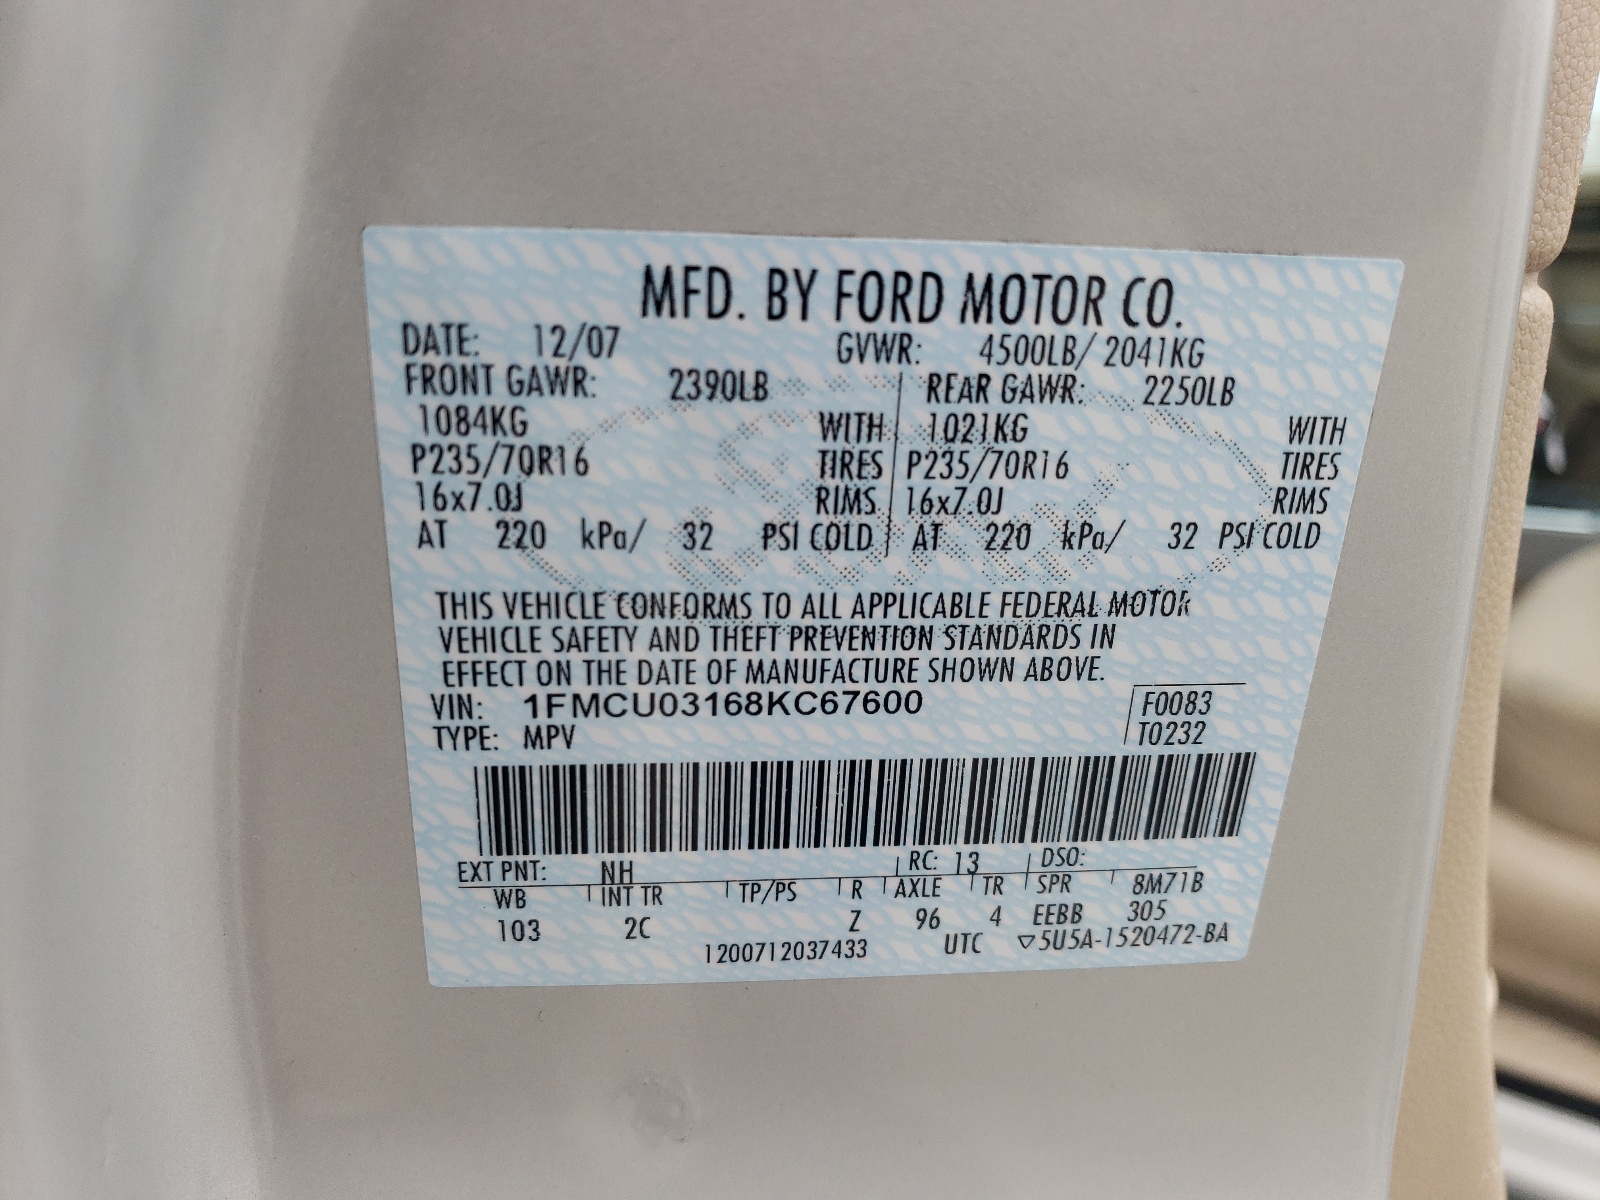 MFD. BY FORD MOTOR CO.
DATE: 12/07 GVWR: 4500LB/ 2041KG
FRONT GAWR: 2390LB REAR GAWR: 2250LB
1084KG WITH 1021KG WITH
P235/70R16 TIRES P235/70R16 TIRES
16x7.0J RIMS 16x7.0J RIMS
AT 220 kPa/ 32 PSI COLD AT 220 kPa/ 32 PSI COLD
THIS VEHICLE CONFORMS TO ALL APPLICABLE FEDERAL MOTOR
VEHICLE SAFETY AND THEFT PREVENTION STANDARDS IN
EFFECT ON THE DATE OF MANUFACTURE SHOWN ABOVE.
VIN: 1FMCU03168KC67600 F0083
TYPE: MPV T0232
EXT PNT: NH RC: 13 DSO:
WB INT TR TP/PS R AXLE TR SPR 8M71B
103 2C Z 96 4 EEBB 305
1200712037433 UTC ▽5U5A-1520472-BA